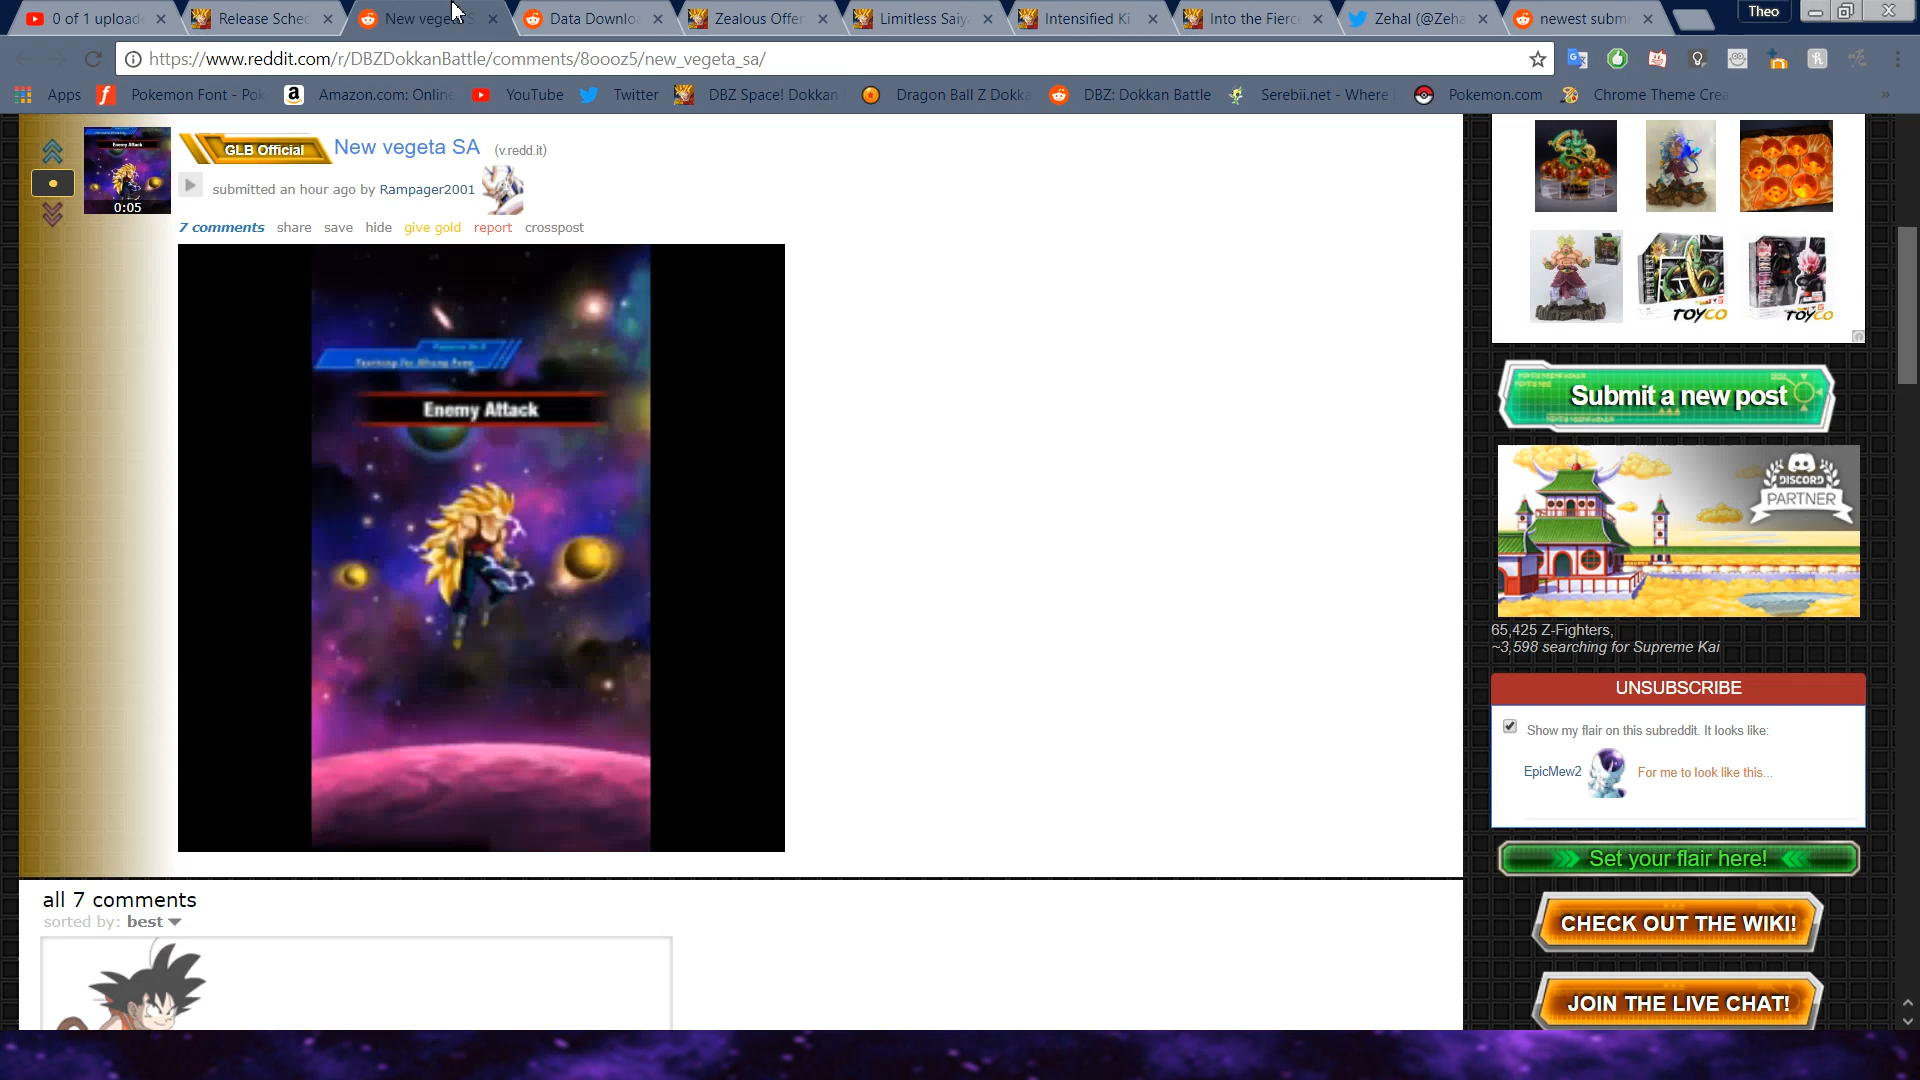 0 of 1 upload
Release Sched
New vege
Data Downlo
Zealous Offer
Limitless Saiy
Intensified Ki
Into the Fierc
Zehal (@Zeha
newest subm
Theo
https://www.reddit.com/r/DBZDokkanBattle/comments/8oooz5/new_vegeta_sa/
Apps
Pokemon Font - Pok
Amazon.com: Online
YouTube
Twitter
DBZ Space! Dokkan
Dragon Ball Z Dokka
DBZ: Dokkan Battle
Serebii.net - Where
Pokemon.com
Chrome Theme Crea
»
Enemy Attack
0:05
GLB Official
New vegeta SA (v.redd.it)
submitted an hour ago by Rampager2001
7 comments share save hide give gold report crosspost
Enemy Attack
all 7 comments
sorted by: best
TOYCO
TOYCO
Submit a new post
DISCORD
PARTNER
65,425 Z-Fighters,
~3,598 searching for Supreme Kai
UNSUBSCRIBE
Show my flair on this subreddit. It looks like:
EpicMew2 For me to look like this...
Set your flair here!
CHECK OUT THE WIKI!
JOIN THE LIVE CHAT!